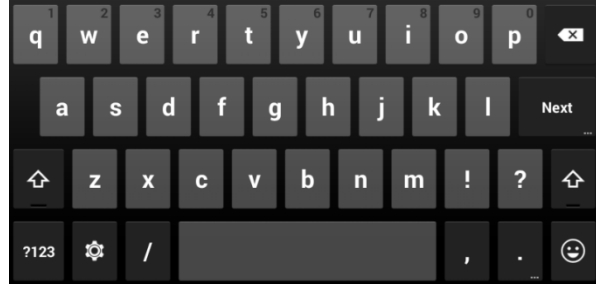 1 2 3 4 5 6 7 8 9 0
q w e r t y u i o p
a s d f g h j k l Next
z x c v b n m ! ?
?123 / , .